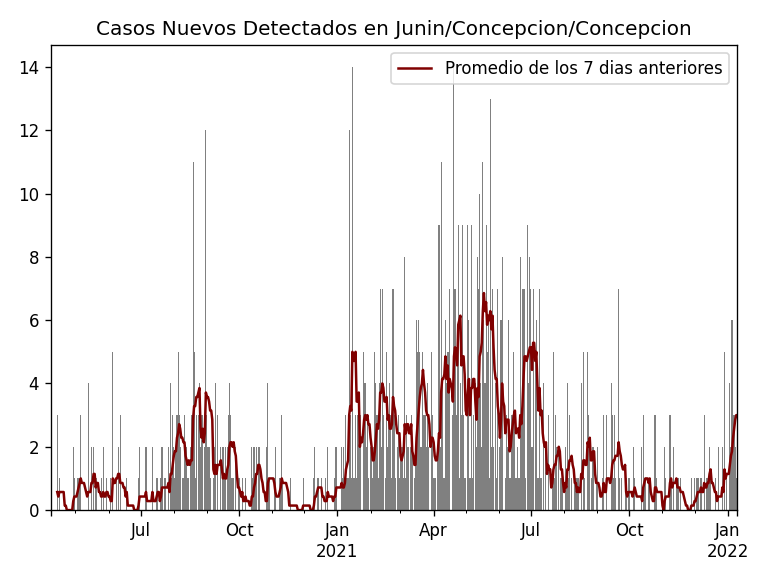 Casos Nuevos Detectados en Junin/Concepcion/Concepcion
Promedio de los 7 dias anteriores
14
12
10
8
6
4
2
0
Jul
Oct
Jan
2021
Apr
Jul
Oct
Jan
2022